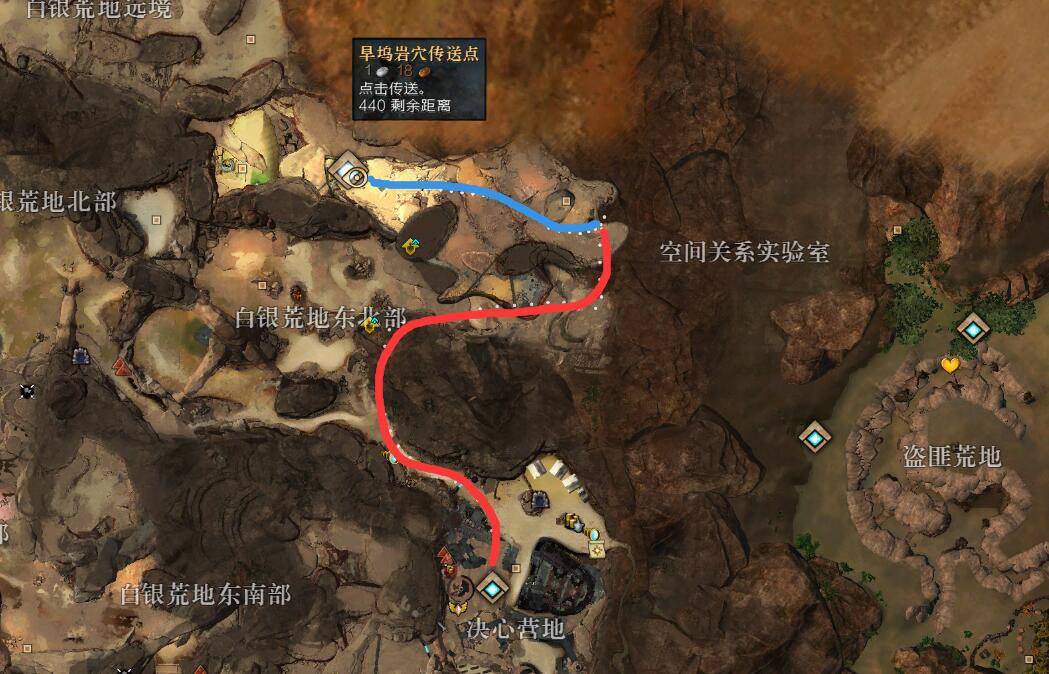 白银荒地远境
旱坞岩穴传送点
1 18
点击传送。
440 剩余距离
银荒地北部
空间关系实验室
白银荒地东北部
盗匪荒地
部
白银荒地东南部
决心营地